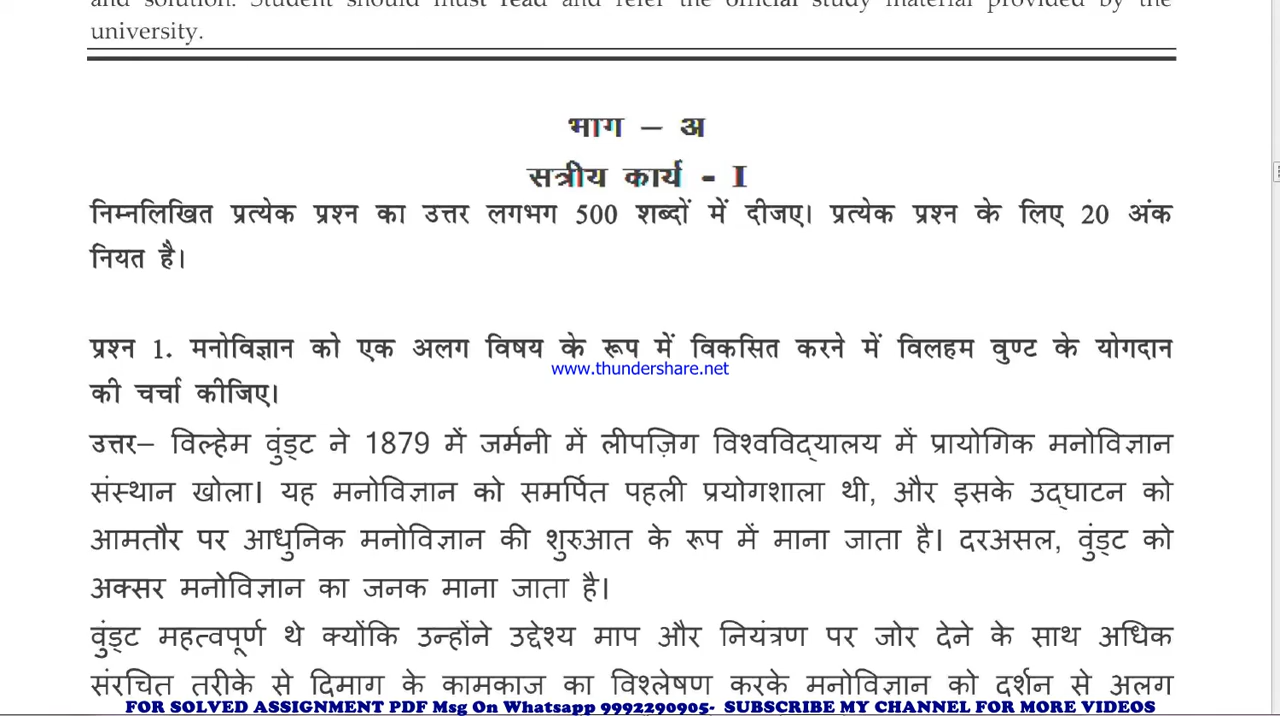 and solution. Student should must read and refer the official study material provided by the
university.
भाग – अ
सत्रीय कार्य - I
निम्नलिखित प्रत्येक प्रश्न का उत्तर लगभग 500 शब्दों में दीजए। प्रत्येक प्रश्न के लिए 20 अंक
नियत है।
प्रश्न 1. मनोविज्ञान को एक अलग विषय के रूप में विकसित करने में विलहम वुण्ट के योगदान
www.thundershare.net
की चर्चा कीजिए।
उत्तर– विल्हेम वुंड्ट ने 1879 में जर्मनी में लीपज़िग विश्वविद्यालय में प्रायोगिक मनोविज्ञान
संस्थान खोला। यह मनोविज्ञान को समर्पित पहली प्रयोगशाला थी, और इसके उद्घाटन को
आमतौर पर आधुनिक मनोविज्ञान की शुरुआत के रूप में माना जाता है। दरअसल, वुंड्ट को
अक्सर मनोविज्ञान का जनक माना जाता है।
वुंड्ट महत्वपूर्ण थे क्योंकि उन्होंने उद्देश्य माप और नियंत्रण पर जोर देने के साथ अधिक
संरचित तरीके से दिमाग के कामकाज का विश्लेषण करके मनोविज्ञान को दर्शन से अलग
FOR SOLVED ASSIGNMENT PDF Msg On Whatsapp 9992290905- SUBSCRIBE MY CHANNEL FOR MORE VIDEOS